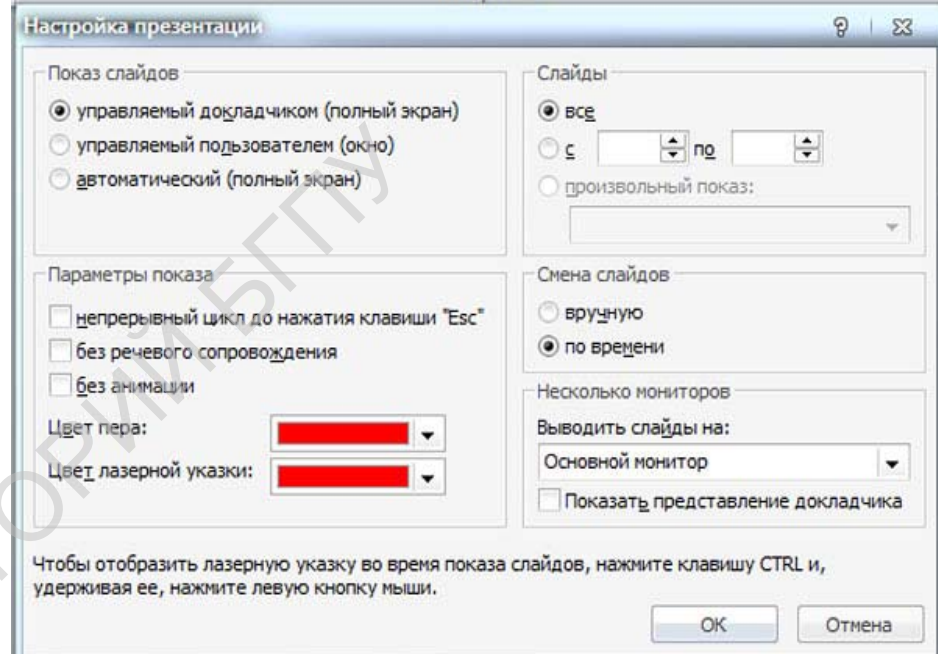 Настройка презентации
Показ слайдов
управляемый докладчиком (полный экран)
управляемый пользователем (окно)
автоматический (полный экран)
Слайды
все
с по
произвольный показ:
Параметры показа
непрерывный цикл до нажатия клавиши "Esc"
без речевого сопровождения
без анимации
Цвет пера:
Цвет лазерной указки:
Смена слайдов
вручную
по времени
Несколько мониторов
Выводить слайды на:
Основной монитор
Показать представление докладчика
Чтобы отобразить лазерную указку во время показа слайдов, нажмите клавишу CTRL и,
удерживая ее, нажмите левую кнопку мыши.
OK Отмена
ОРИЙ БГПУ